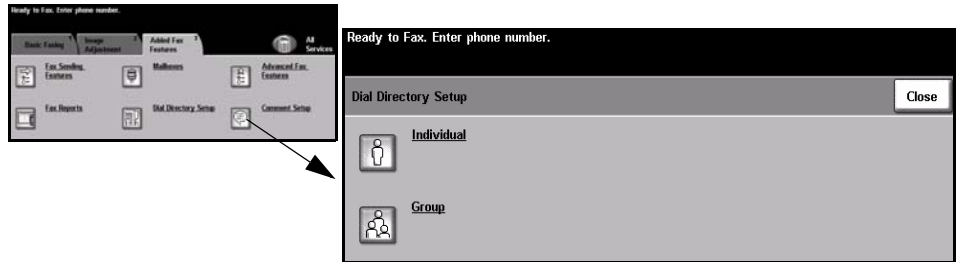 Ready to Fax. Enter phone number.
Basic Faxing
Image Adjustment
Added Fax Features
All Services
Fax Sending Features
Mailboxes
Advanced Fax Features
Fax Reports
Dial Directory Setup
Comment Setup
Ready to Fax. Enter phone number.
Dial Directory Setup
Close
Individual
Group